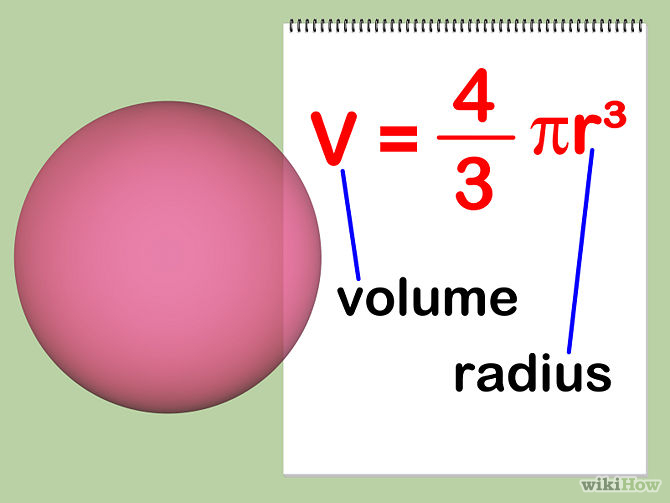 V = 4/3 πr³
volume
radius
wikiHow